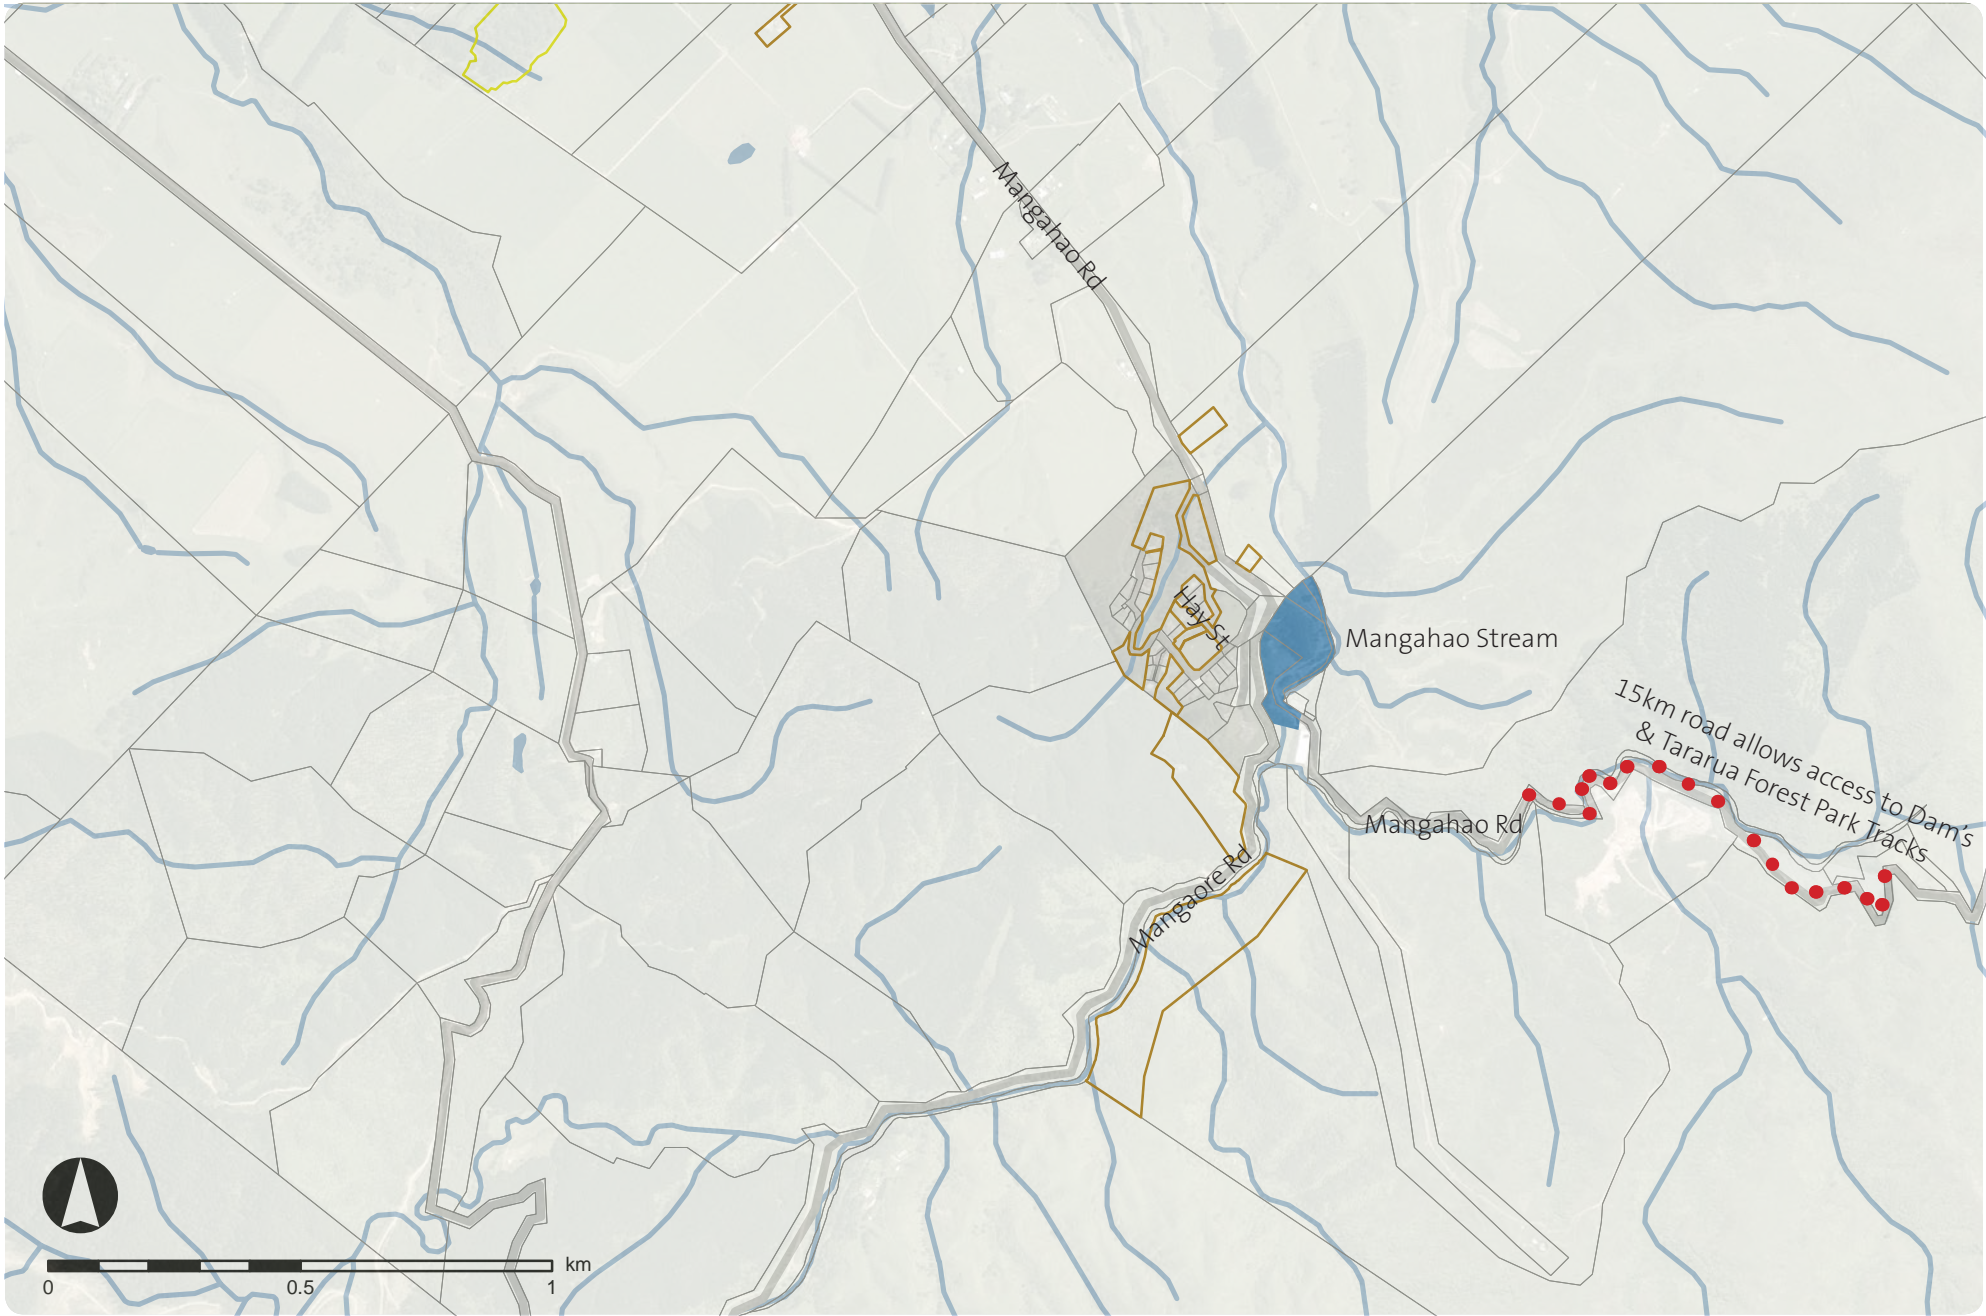 Mangahao Rd
Hay St
Mangahao Stream
15km road allows access to Dam's
& Tararua Forest Park Tracks
Mangahao Rd
Mangaore Rd
km
0 0.5 1